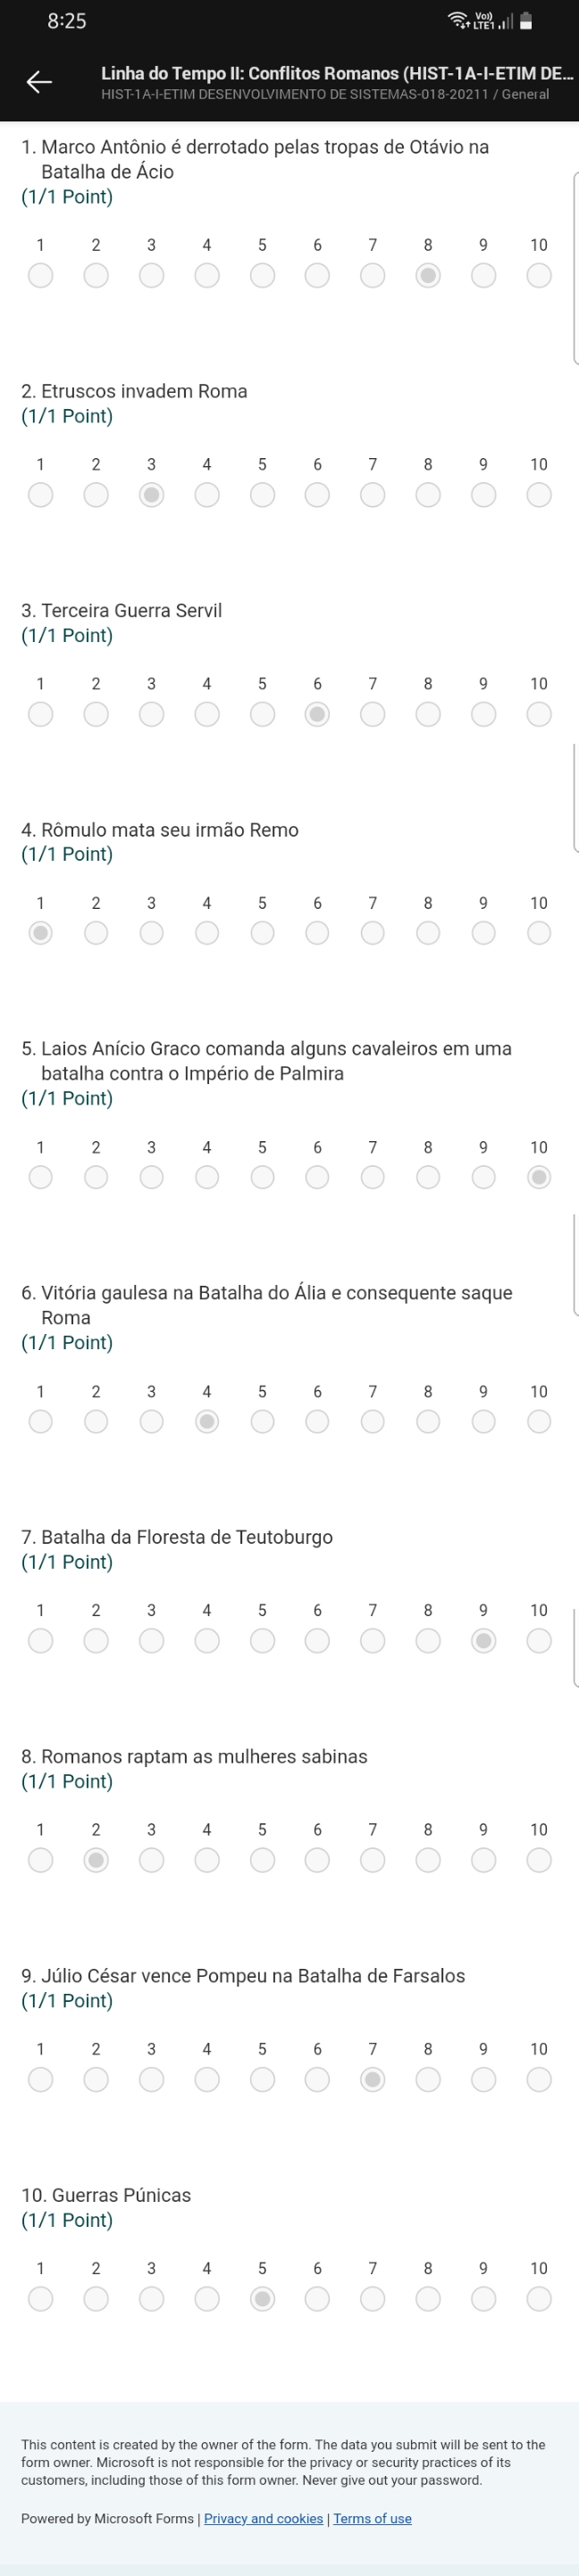 8:25
Vo))
LTE1
Linha do Tempo II: Conflitos Romanos (HIST-1A-I-ETIM DE...
HIST-1A-I-ETIM DESENVOLVIMENTO DE SISTEMAS-018-20211 / General
1. Marco Antônio é derrotado pelas tropas de Otávio na
Batalha de Ácio
(1/1 Point)
1 2 3 4 5 6 7 8 9 10
2. Etruscos invadem Roma
(1/1 Point)
1 2 3 4 5 6 7 8 9 10
3. Terceira Guerra Servil
(1/1 Point)
1 2 3 4 5 6 7 8 9 10
4. Rômulo mata seu irmão Remo
(1/1 Point)
1 2 3 4 5 6 7 8 9 10
5. Laios Anício Graco comanda alguns cavaleiros em uma
batalha contra o Império de Palmira
(1/1 Point)
1 2 3 4 5 6 7 8 9 10
6. Vitória gaulesa na Batalha do Ália e consequente saque
Roma
(1/1 Point)
1 2 3 4 5 6 7 8 9 10
7. Batalha da Floresta de Teutoburgo
(1/1 Point)
1 2 3 4 5 6 7 8 9 10
8. Romanos raptam as mulheres sabinas
(1/1 Point)
1 2 3 4 5 6 7 8 9 10
9. Júlio César vence Pompeu na Batalha de Farsalos
(1/1 Point)
1 2 3 4 5 6 7 8 9 10
10. Guerras Púnicas
(1/1 Point)
1 2 3 4 5 6 7 8 9 10
This content is created by the owner of the form. The data you submit will be sent to the
form owner. Microsoft is not responsible for the privacy or security practices of its
customers, including those of this form owner. Never give out your password.
Powered by Microsoft Forms | Privacy and cookies | Terms of use